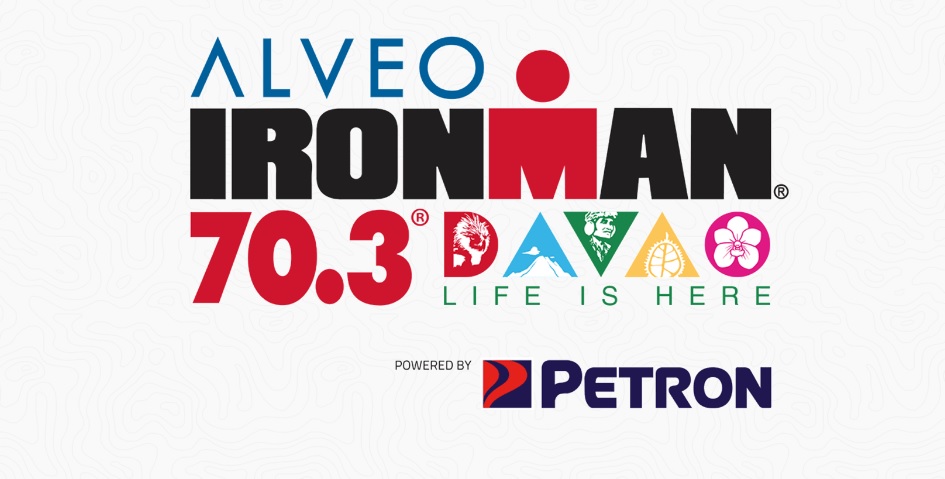 ALVEO
IRONMAN®
70.3® DAVAO
LIFE IS HERE
POWERED BY PETRON